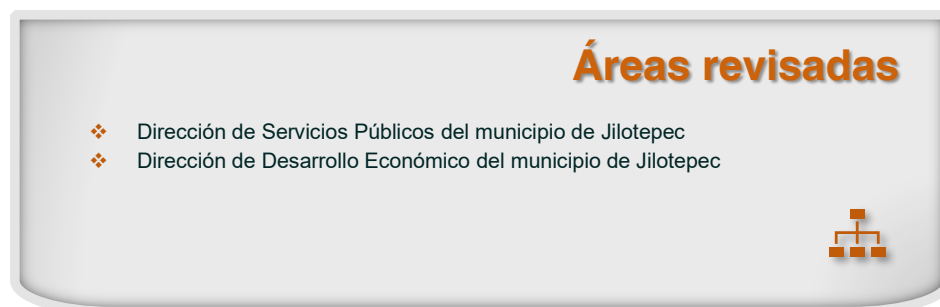 Áreas revisadas
❖ Dirección de Servicios Públicos del municipio de Jilotepec
❖ Dirección de Desarrollo Económico del municipio de Jilotepec